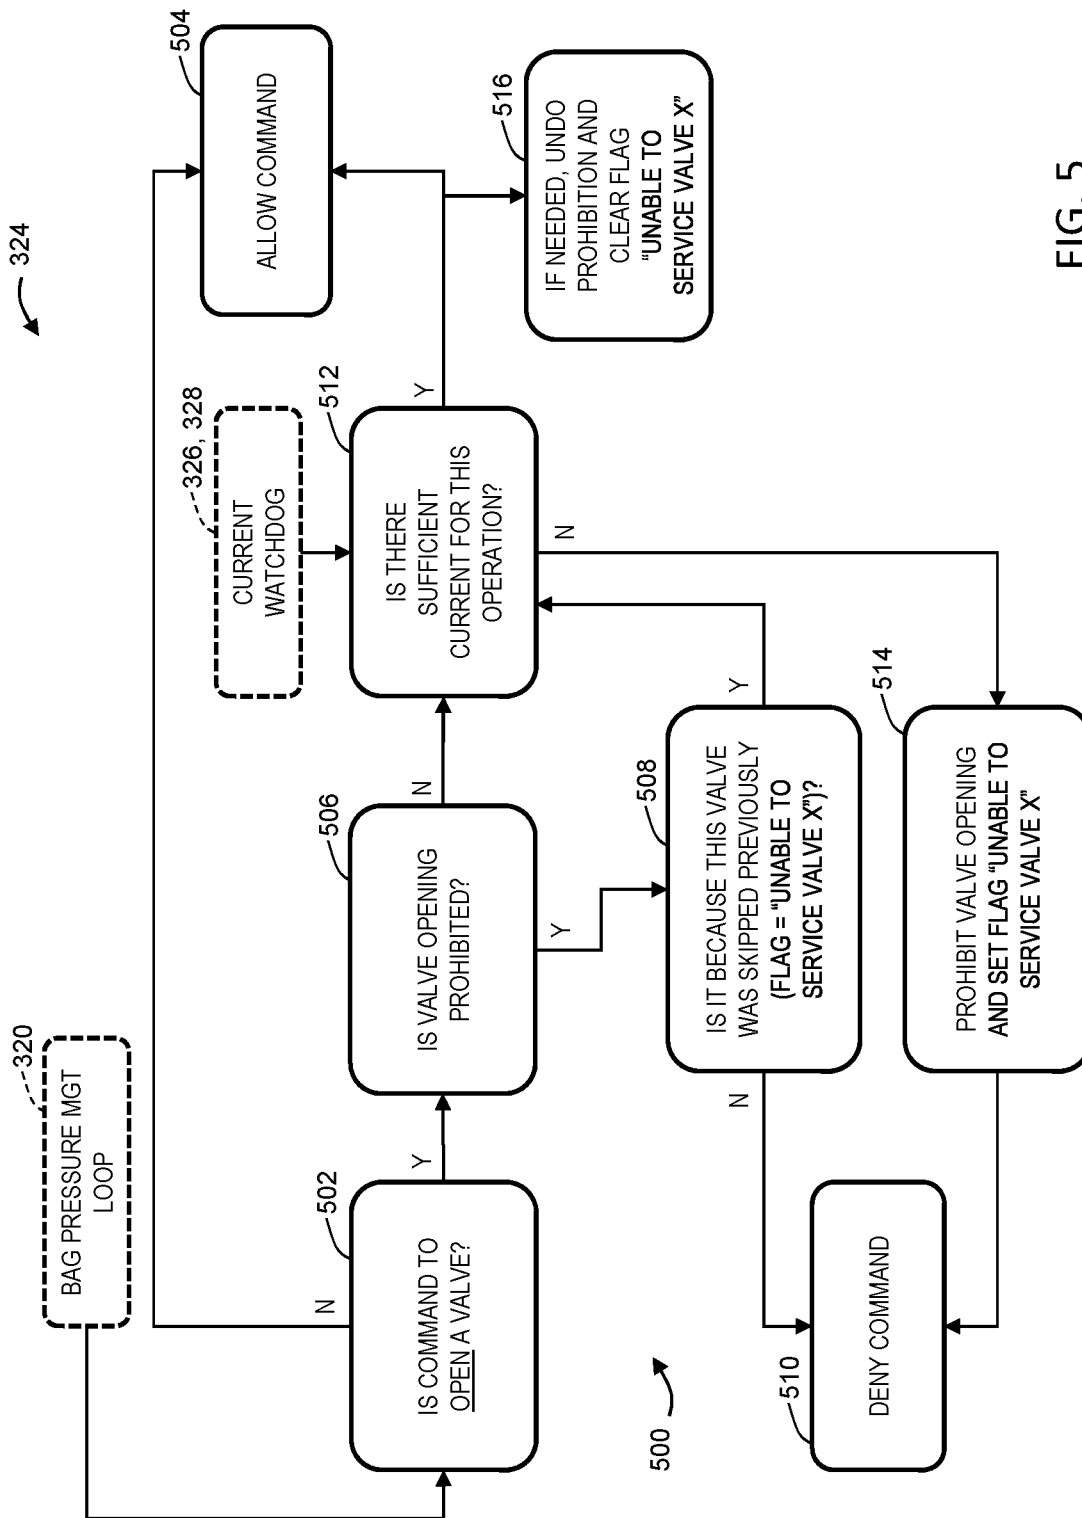 324
320
BAG PRESSURE MGT
LOOP
326, 328
CURRENT
WATCHDOG
504
ALLOW COMMAND
502
IS COMMAND TO
OPEN A VALVE?
N
Y
506
IS VALVE OPENING
PROHIBITED?
N
Y
512
IS THERE
SUFFICIENT
CURRENT FOR THIS
OPERATION?
Y
N
516
IF NEEDED, UNDO
PROHIBITION AND
CLEAR FLAG
“UNABLE TO
SERVICE VALVE X”
500
508
IS IT BECAUSE THIS VALVE
WAS SKIPPED PREVIOUSLY
(FLAG = “UNABLE TO
SERVICE VALVE X”)?
N
Y
510
DENY COMMAND
514
PROHIBIT VALVE OPENING
AND SET FLAG “UNABLE TO
SERVICE VALVE X”
FIG. 5